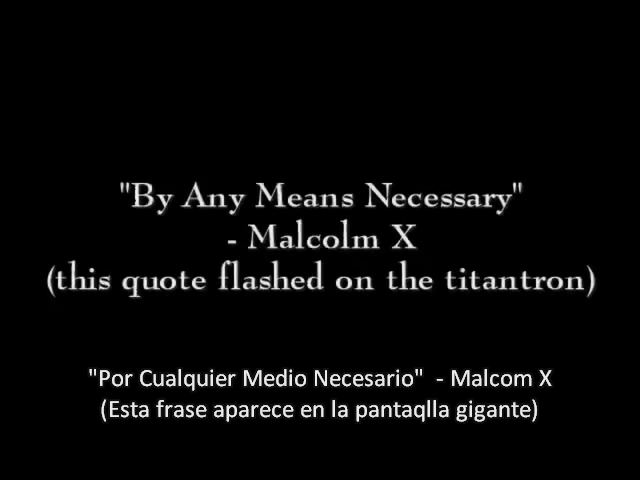 "By Any Means Necessary"
- Malcolm X
(this quote flashed on the titantron)
"Por Cualquier Medio Necesario"  - Malcom X
(Esta frase aparece en la pantaqlla gigante)